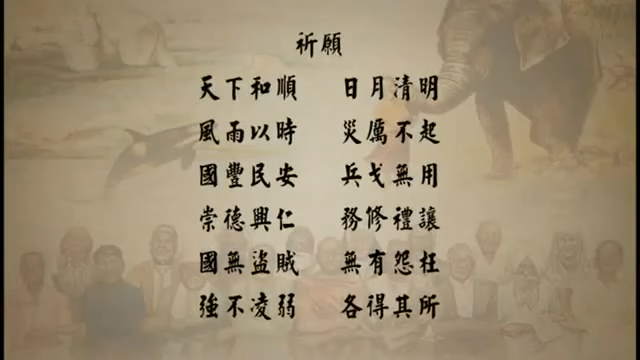 祈願
天下和順 日月清明
風雨以時 災厲不起
國豐民安 兵戈無用
崇德興仁 務修禮讓
國無盜賊 無有怨枉
強不凌弱 各得其所